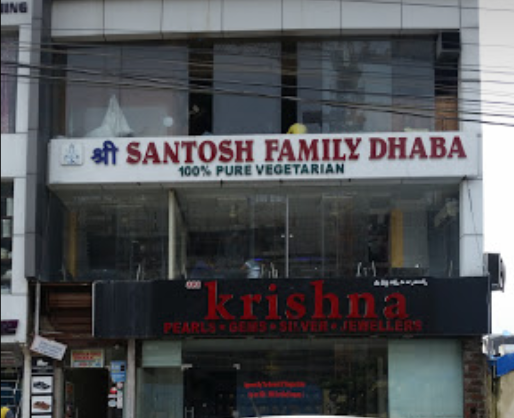 श्री SANTOSH FAMILY DHABA
100% PURE VEGETARIAN
krishna
PEARLS • GEMS • SILVER • JEWELLERS